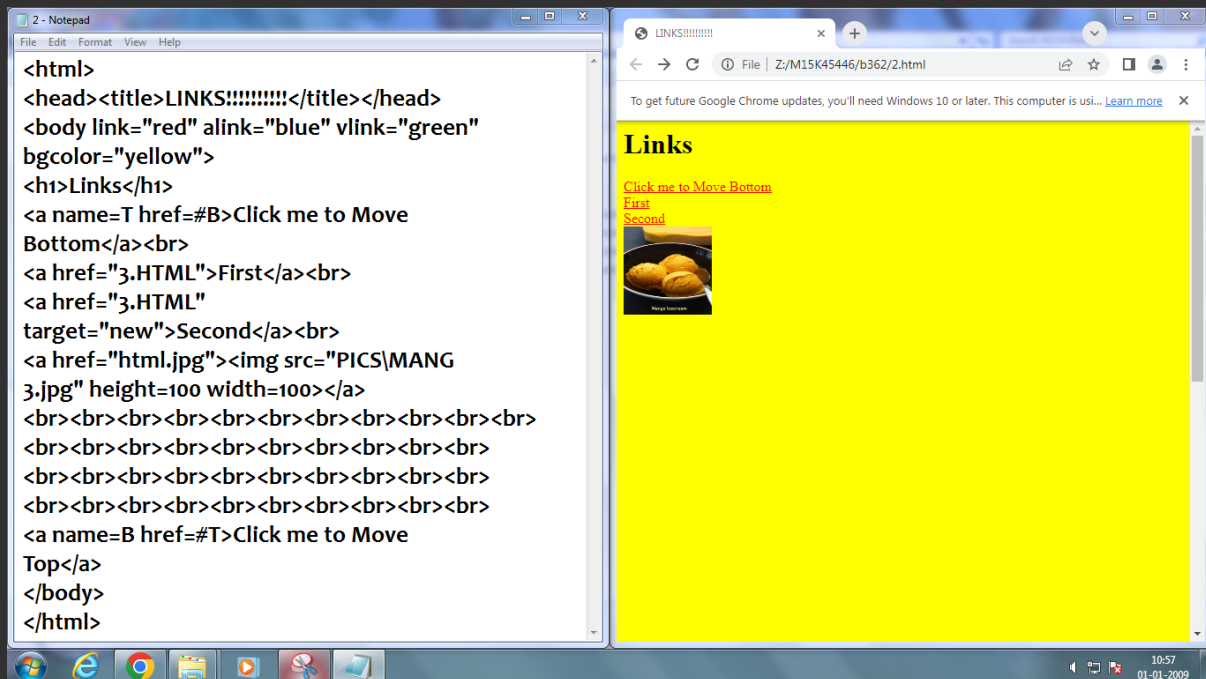 2 - Notepad
File Edit Format View Help
<html>
<head><title>LINKS!!!!!!!!!!</title></head>
<body link="red" alink="blue" vlink="green"
bgcolor="yellow">
<h1>Links</h1>
<a name=T href=#B>Click me to Move
Bottom</a><br>
<a href="3.HTML">First</a><br>
<a href="3.HTML"
target="new">Second</a><br>
<a href="html.jpg"><img src="PICS\MANG
3.jpg" height=100 width=100></a>
<br><br><br><br><br><br><br><br><br><br><br>
<br><br><br><br><br><br><br><br><br><br>
<br><br><br><br><br><br><br><br><br><br>
<br><br><br><br><br><br><br><br><br><br>
<a name=B href=#T>Click me to Move
Top</a>
</body>
</html>
LINKS!!!!!!!!!!
File Z:/M15K45446/b362/2.html
To get future Google Chrome updates, you'll need Windows 10 or later. This computer is usi... Learn more
Links
Click me to Move Bottom
First
Second
Mango Icecream
10:57
01-01-2009